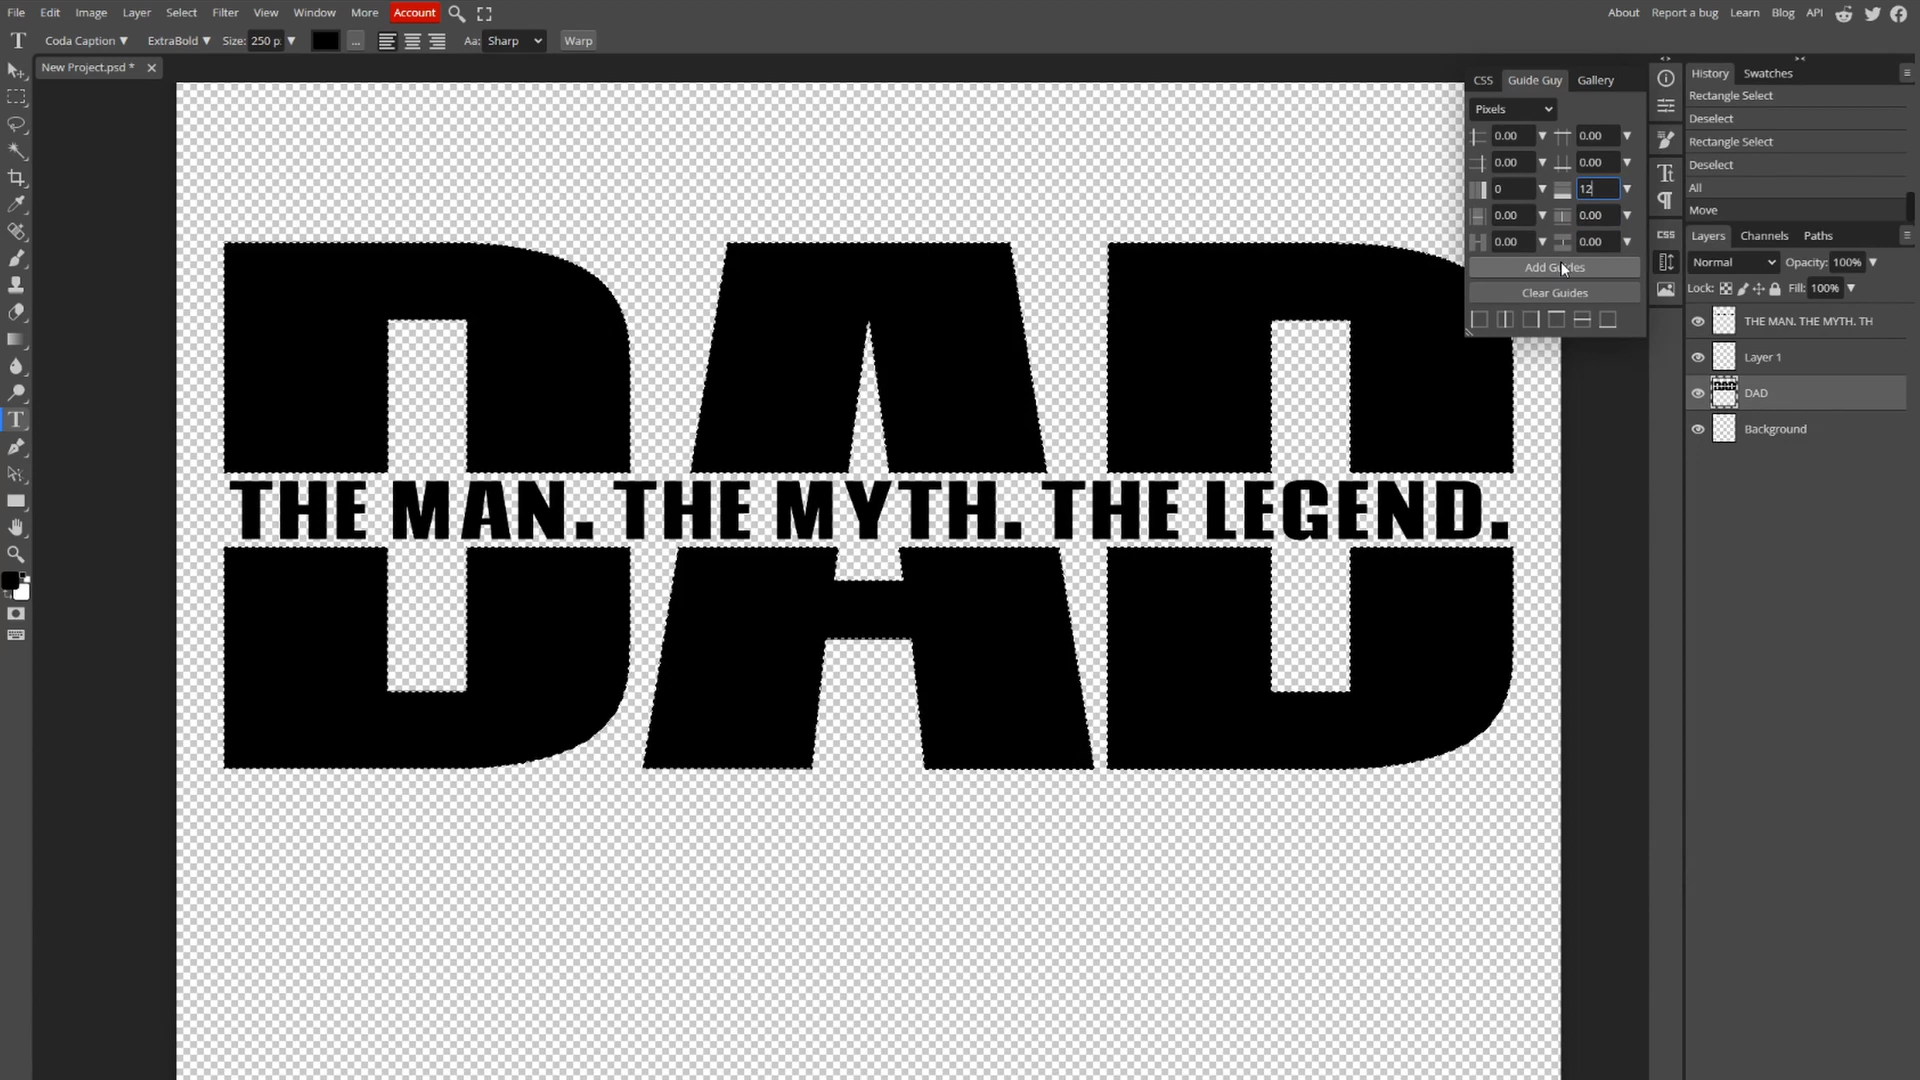 File Edit Image Layer Select Filter View Window More Account About Report a bug Learn Blog API
Coda Caption ExtraBold Size: 250 p ... Aa: Sharp Warp
New Project.psd *
CSS Guide Guy Gallery
Pixels
0.00 0.00
0.00 0.00
0 12
0.00 0.00
0.00 0.00
Add Guides
Clear Guides
CSS
History Swatches
Rectangle Select
Deselect
Rectangle Select
Deselect
All
Move
Layers Channels Paths
Normal Opacity: 100%
Lock: Fill: 100%
THE MAN. THE MYTH. TH
Layer 1
DAD
Background
DAD
THE MAN. THE MYTH. THE LEGEND.